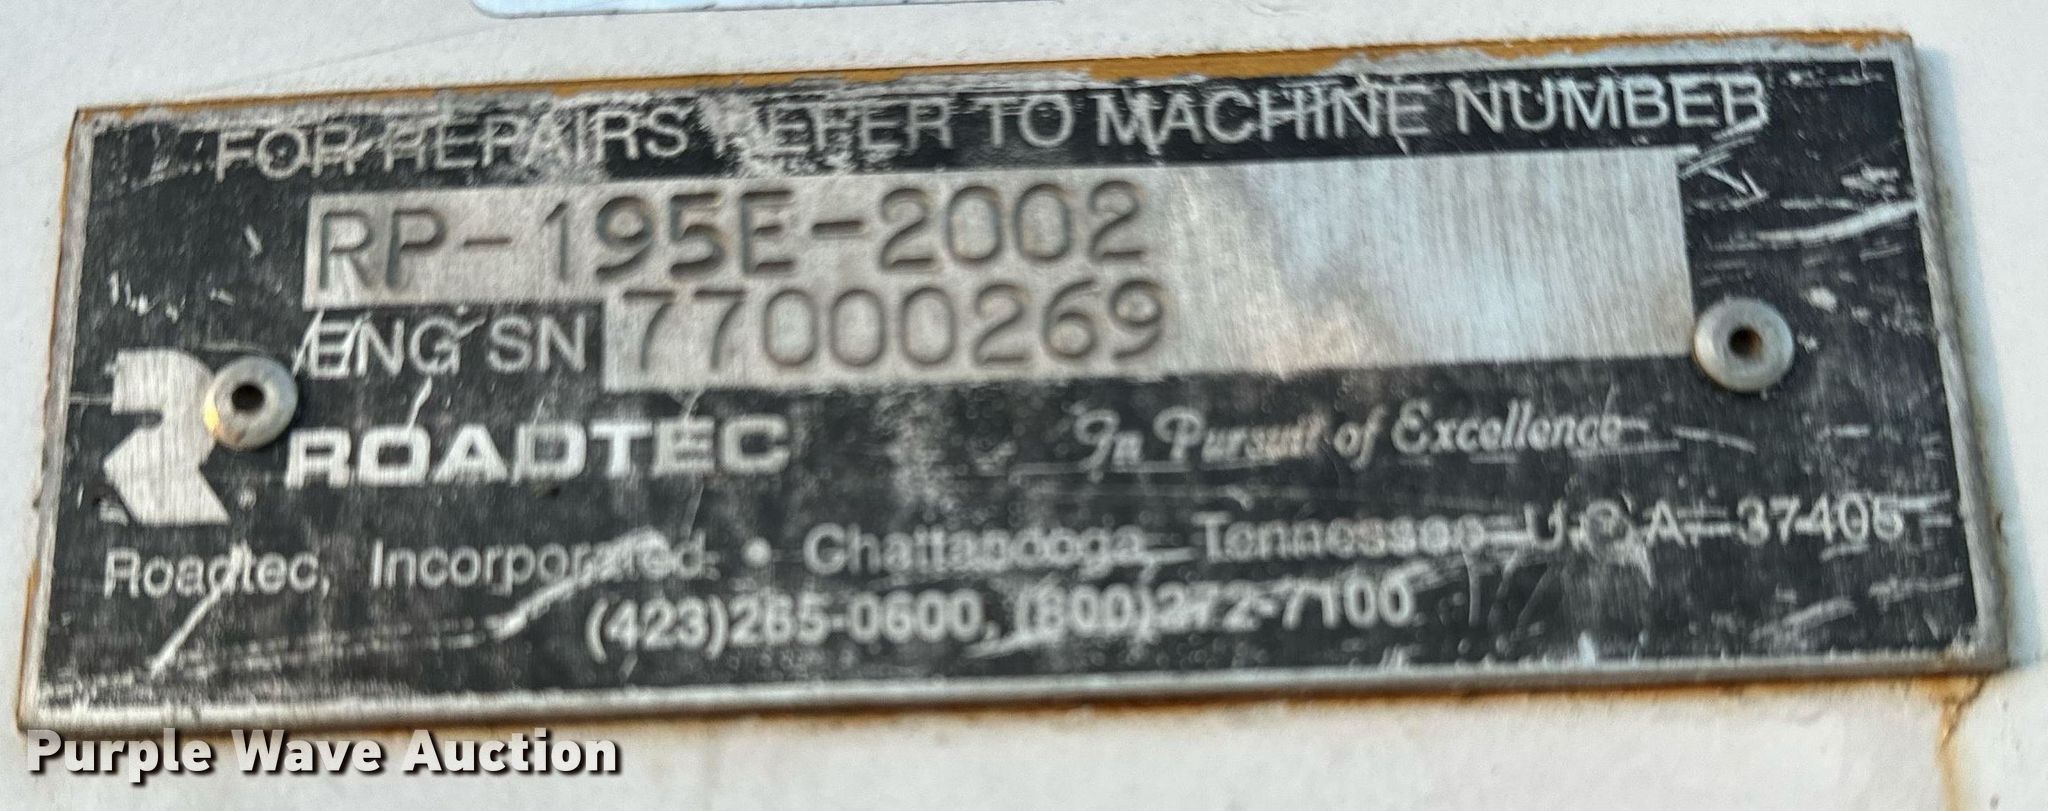 FOR REPAIRS REFER TO MACHINE NUMBER
RP-195E-2002
ENG SN 77000269
ROADTEC In Pursuit of Excellence
Roadtec, Incorporated • Chattanooga, Tennessee U.S.A. 37405
(423)265-0600, (800)272-7100
Purple Wave Auction